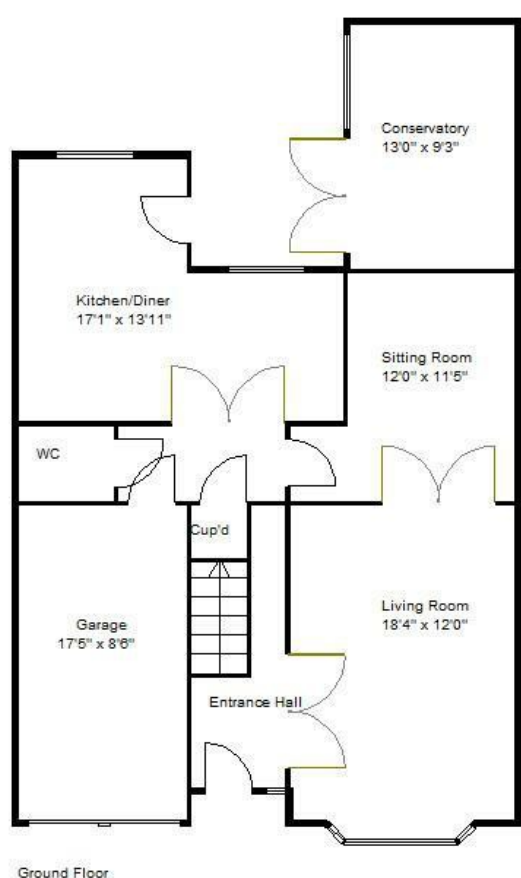 Conservatory
13'0" x 9'3"
Kitchen/Diner
17'1" x 13'11"
Sitting Room
12'0" x 11'5"
WC
Cup'd
Garage
17'5" x 8'6"
Living Room
18'4" x 12'0"
Entrance Hall
Ground Floor